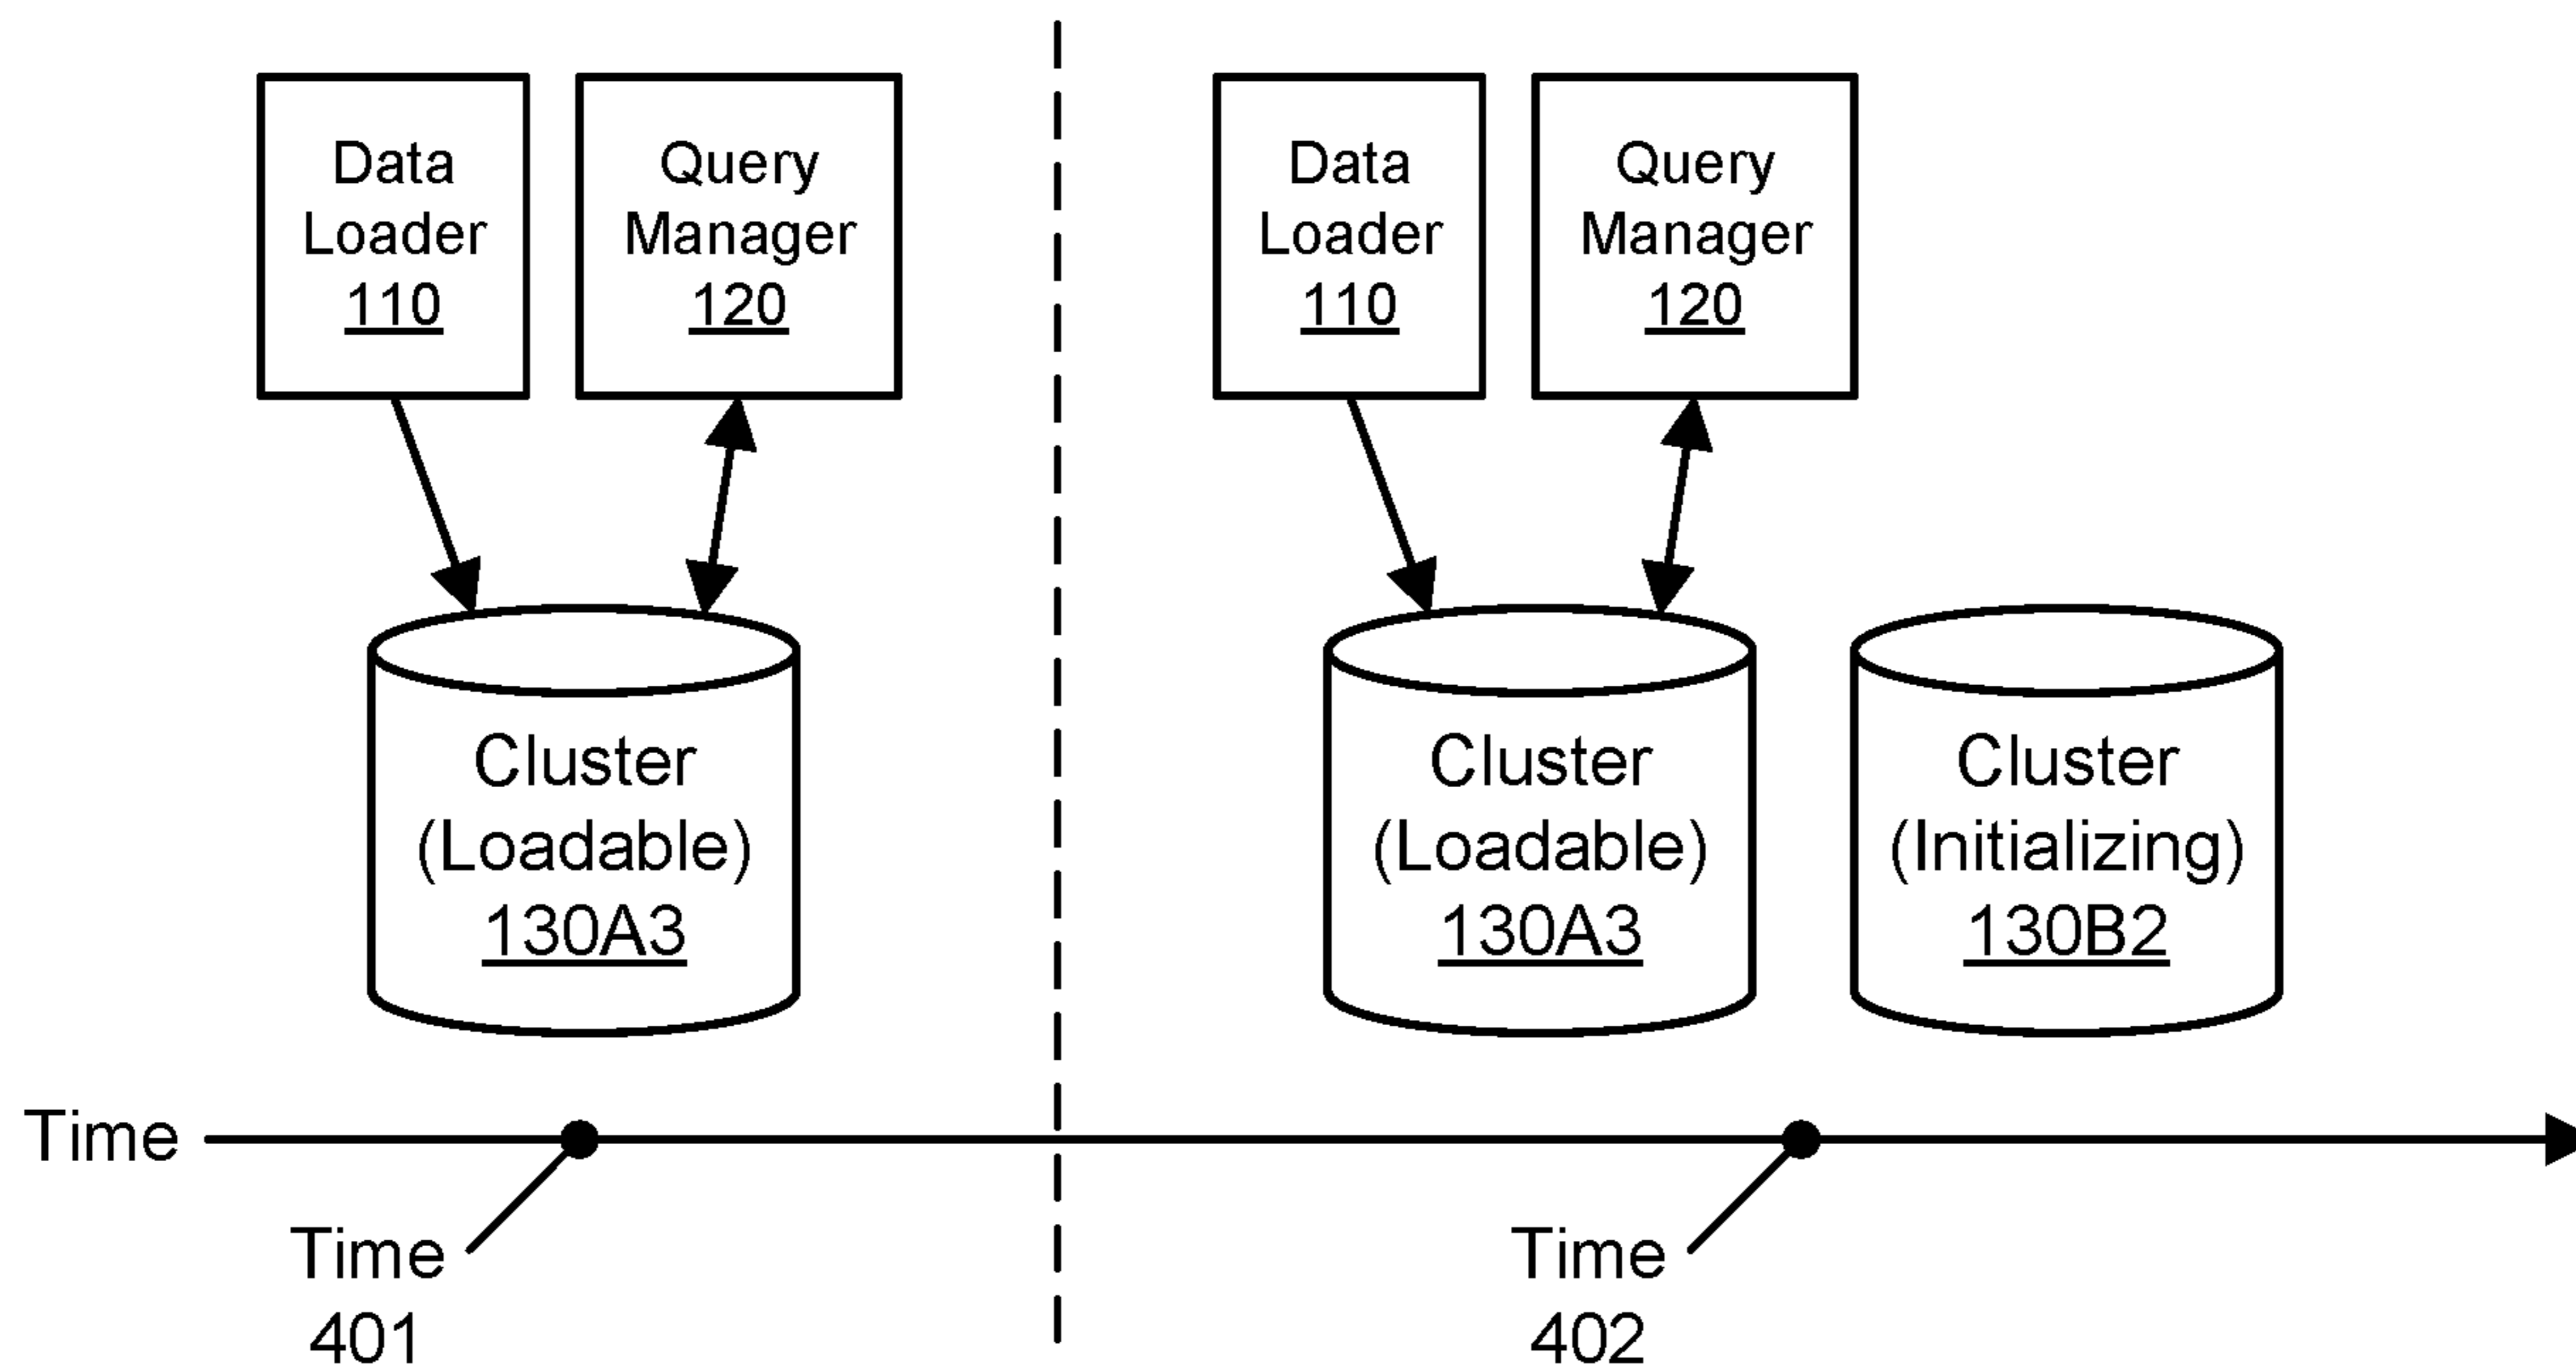 Data
Loader
110
Query
Manager
120
Cluster
(Loadable)
130A3
Data
Loader
110
Query
Manager
120
Cluster
(Loadable)
130A3
Cluster
(Initializing)
130B2
Time
Time
401
Time
402